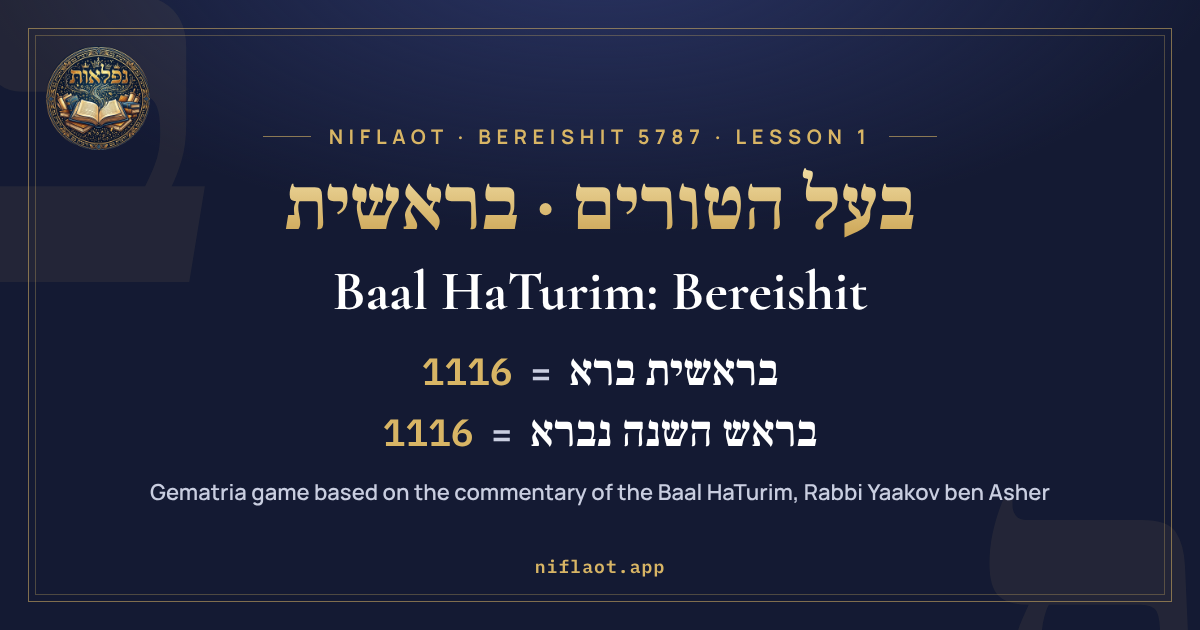 נפלאות
NIFLAOT · BEREISHIT 5787 · LESSON 1
בעל הטורים · בראשית
Baal HaTurim: Bereishit
בראשית ברא = 1116
בראש השנה נברא = 1116
Gematria game based on the commentary of the Baal HaTurim, Rabbi Yaakov ben Asher
niflaot.app